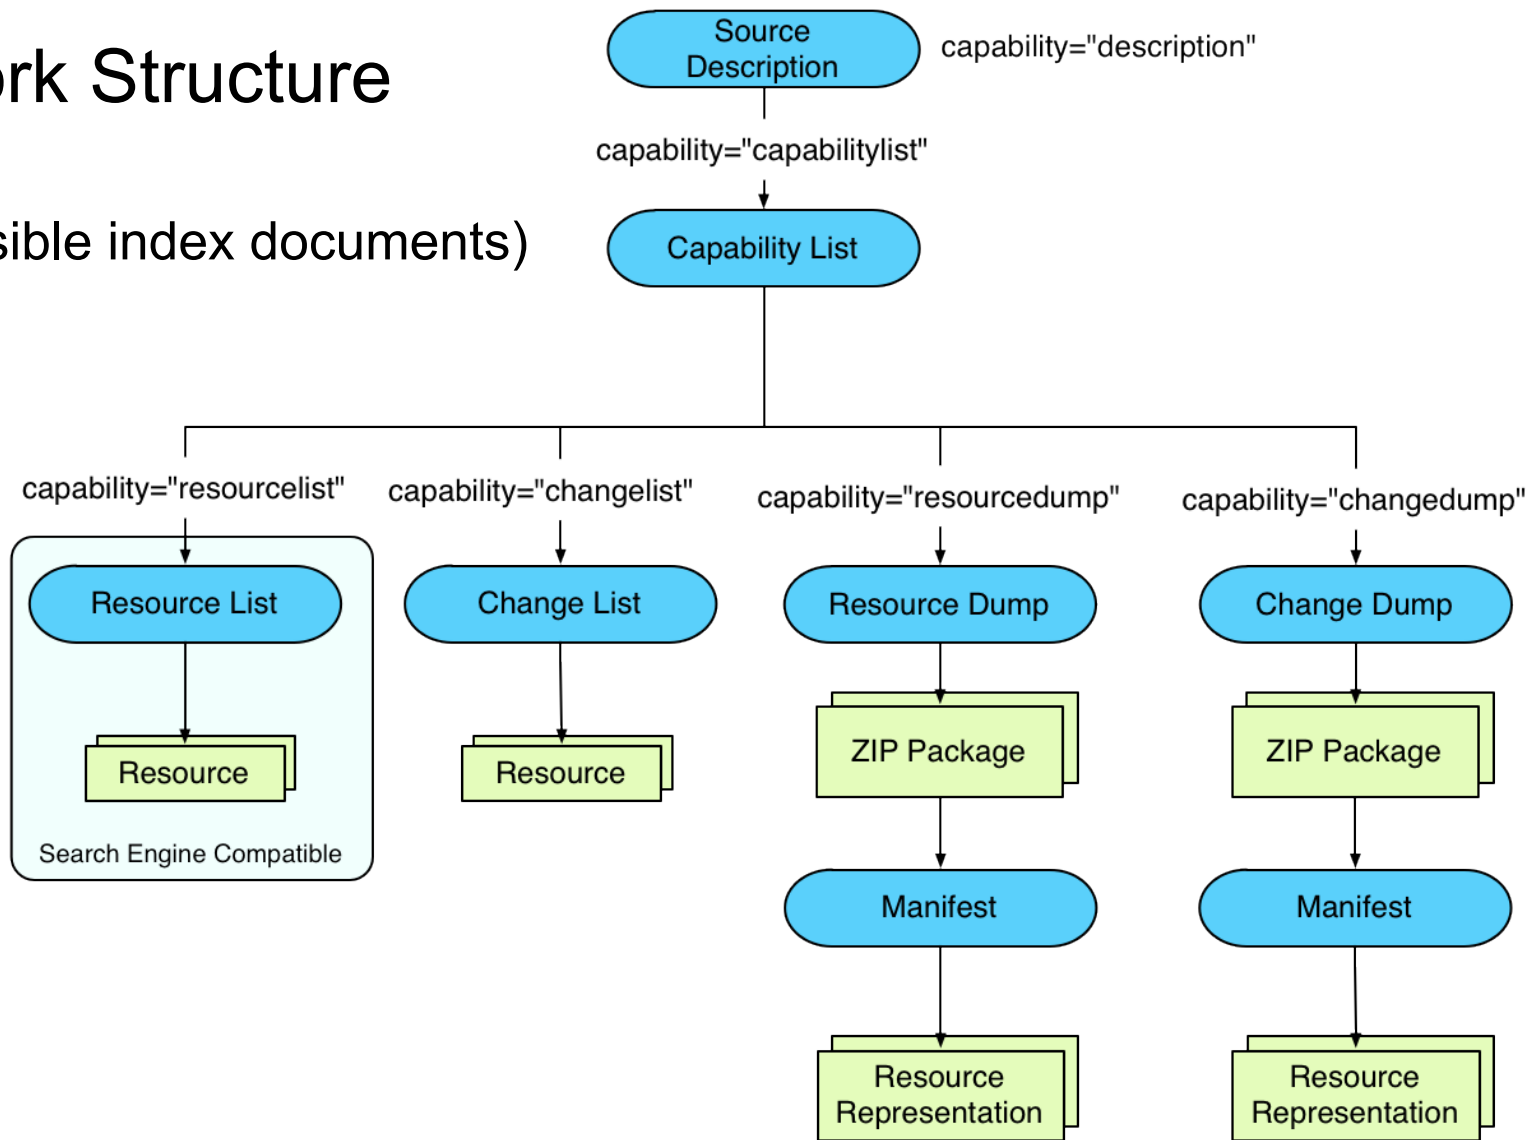 ork Structure
sible index documents)
Source
Description
capability="description"
capability="capabilitylist"
Capability List
capability="resourcelist"
capability="changelist"
capability="resourcedump"
capability="changedump"
Resource List
Change List
Resource Dump
Change Dump
Resource
Resource
ZIP Package
ZIP Package
Search Engine Compatible
Manifest
Manifest
Resource
Representation
Resource
Representation